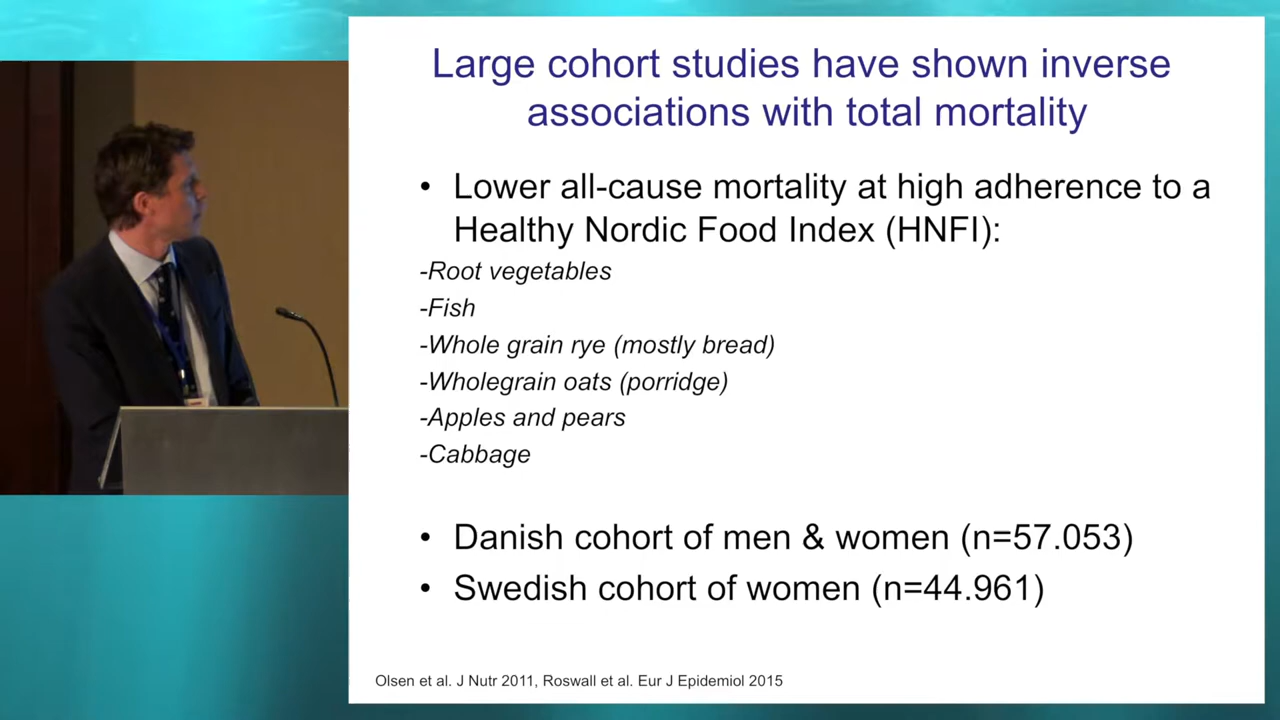 Large cohort studies have shown inverse
associations with total mortality
• Lower all-cause mortality at high adherence to a
Healthy Nordic Food Index (HNFI):
-Root vegetables
-Fish
-Whole grain rye (mostly bread)
-Wholegrain oats (porridge)
-Apples and pears
-Cabbage
• Danish cohort of men & women (n=57.053)
• Swedish cohort of women (n=44.961)
Olsen et al. J Nutr 2011, Roswall et al. Eur J Epidemiol 2015